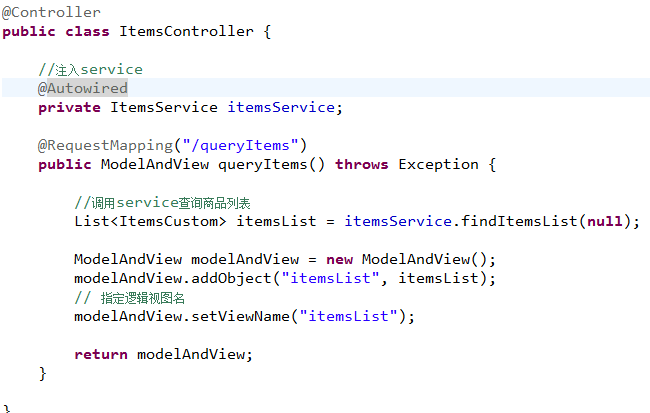 @Controller
public class ItemsController {
//注入service
@Autowired
private ItemsService itemsService;
@RequestMapping("/queryItems")
public ModelAndView queryItems() throws Exception {
//调用service查询商品列表
List<ItemsCustom> itemsList = itemsService.findItemsList(null);
ModelAndView modelAndView = new ModelAndView();
modelAndView.addObject("itemsList", itemsList);
// 指定逻辑视图名
modelAndView.setViewName("itemsList");
return modelAndView;
}
}